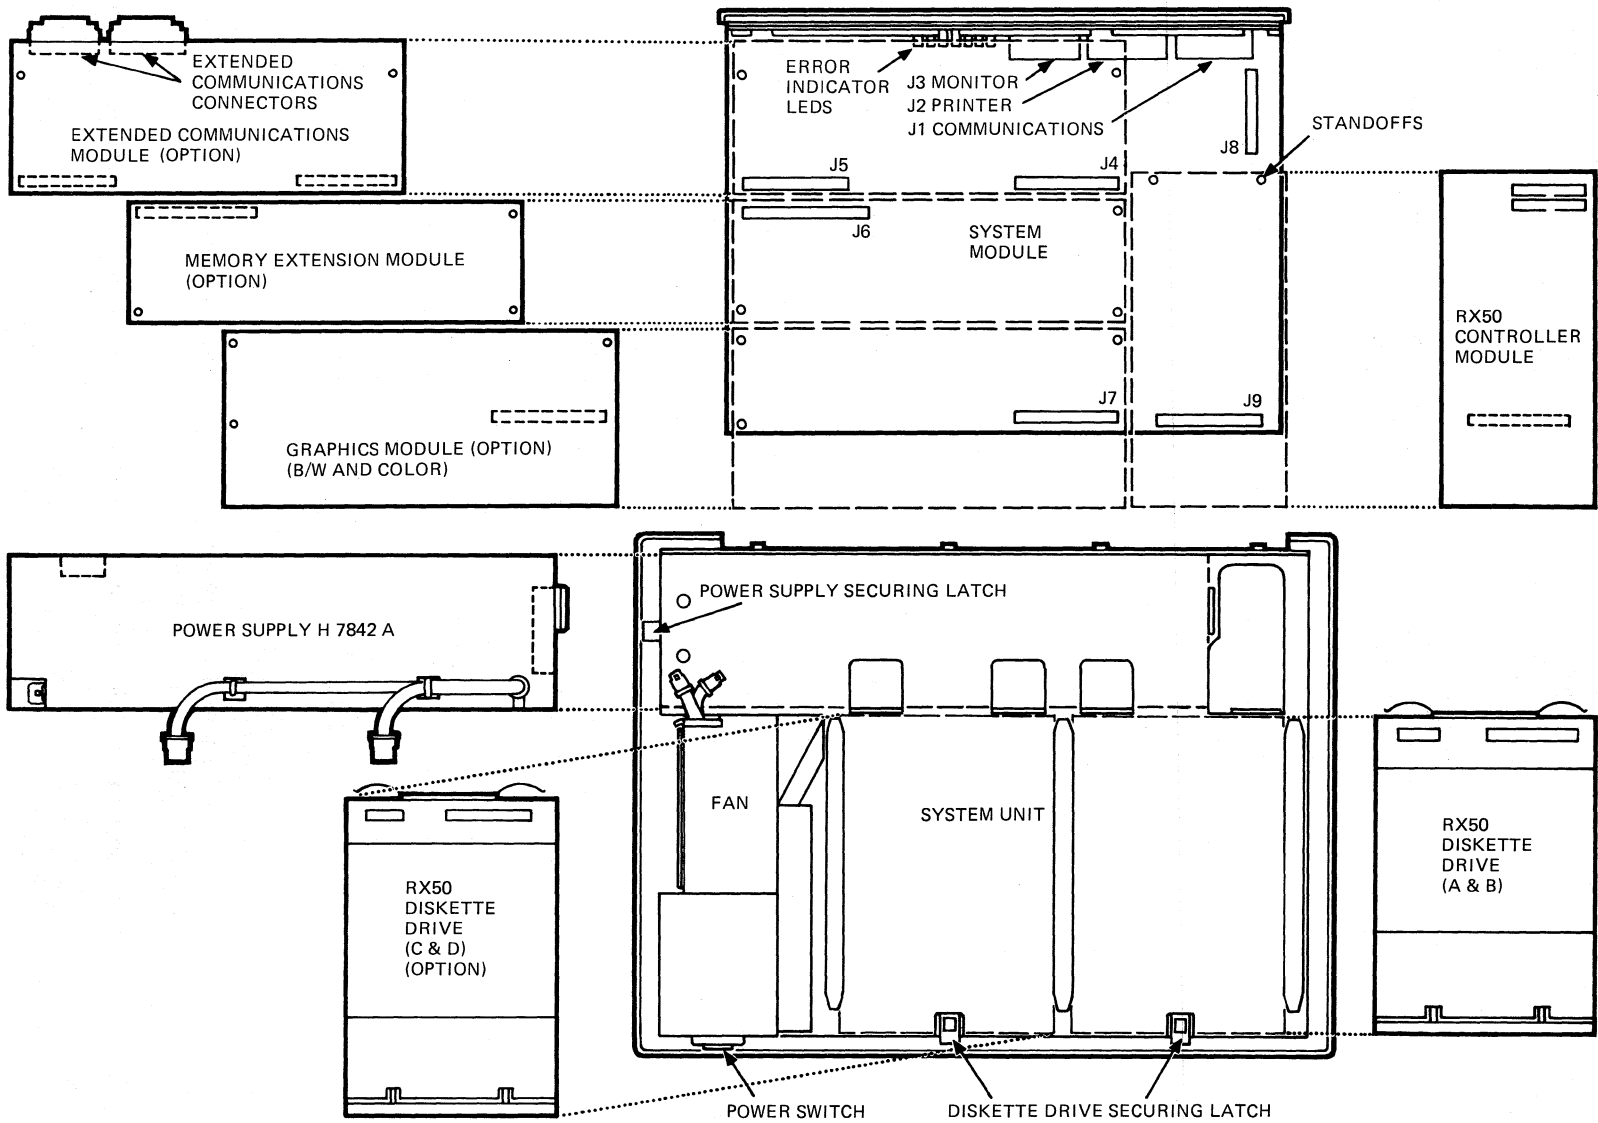 EXTENDED
COMMUNICATIONS
CONNECTORS
EXTENDED COMMUNICATIONS
MODULE (OPTION)
ERROR
INDICATOR
LEDS
J3 MONITOR
J2 PRINTER
J1 COMMUNICATIONS
J8
STANDOFFS
J5
J4
J6
SYSTEM
MODULE
MEMORY EXTENSION MODULE
(OPTION)
RX50
CONTROLLER
MODULE
J7
J9
GRAPHICS MODULE (OPTION)
(B/W AND COLOR)
POWER SUPPLY SECURING LATCH
POWER SUPPLY H 7842 A
FAN
SYSTEM UNIT
RX50
DISKETTE
DRIVE
(A & B)
RX50
DISKETTE
DRIVE
(C & D)
(OPTION)
POWER SWITCH
DISKETTE DRIVE SECURING LATCH